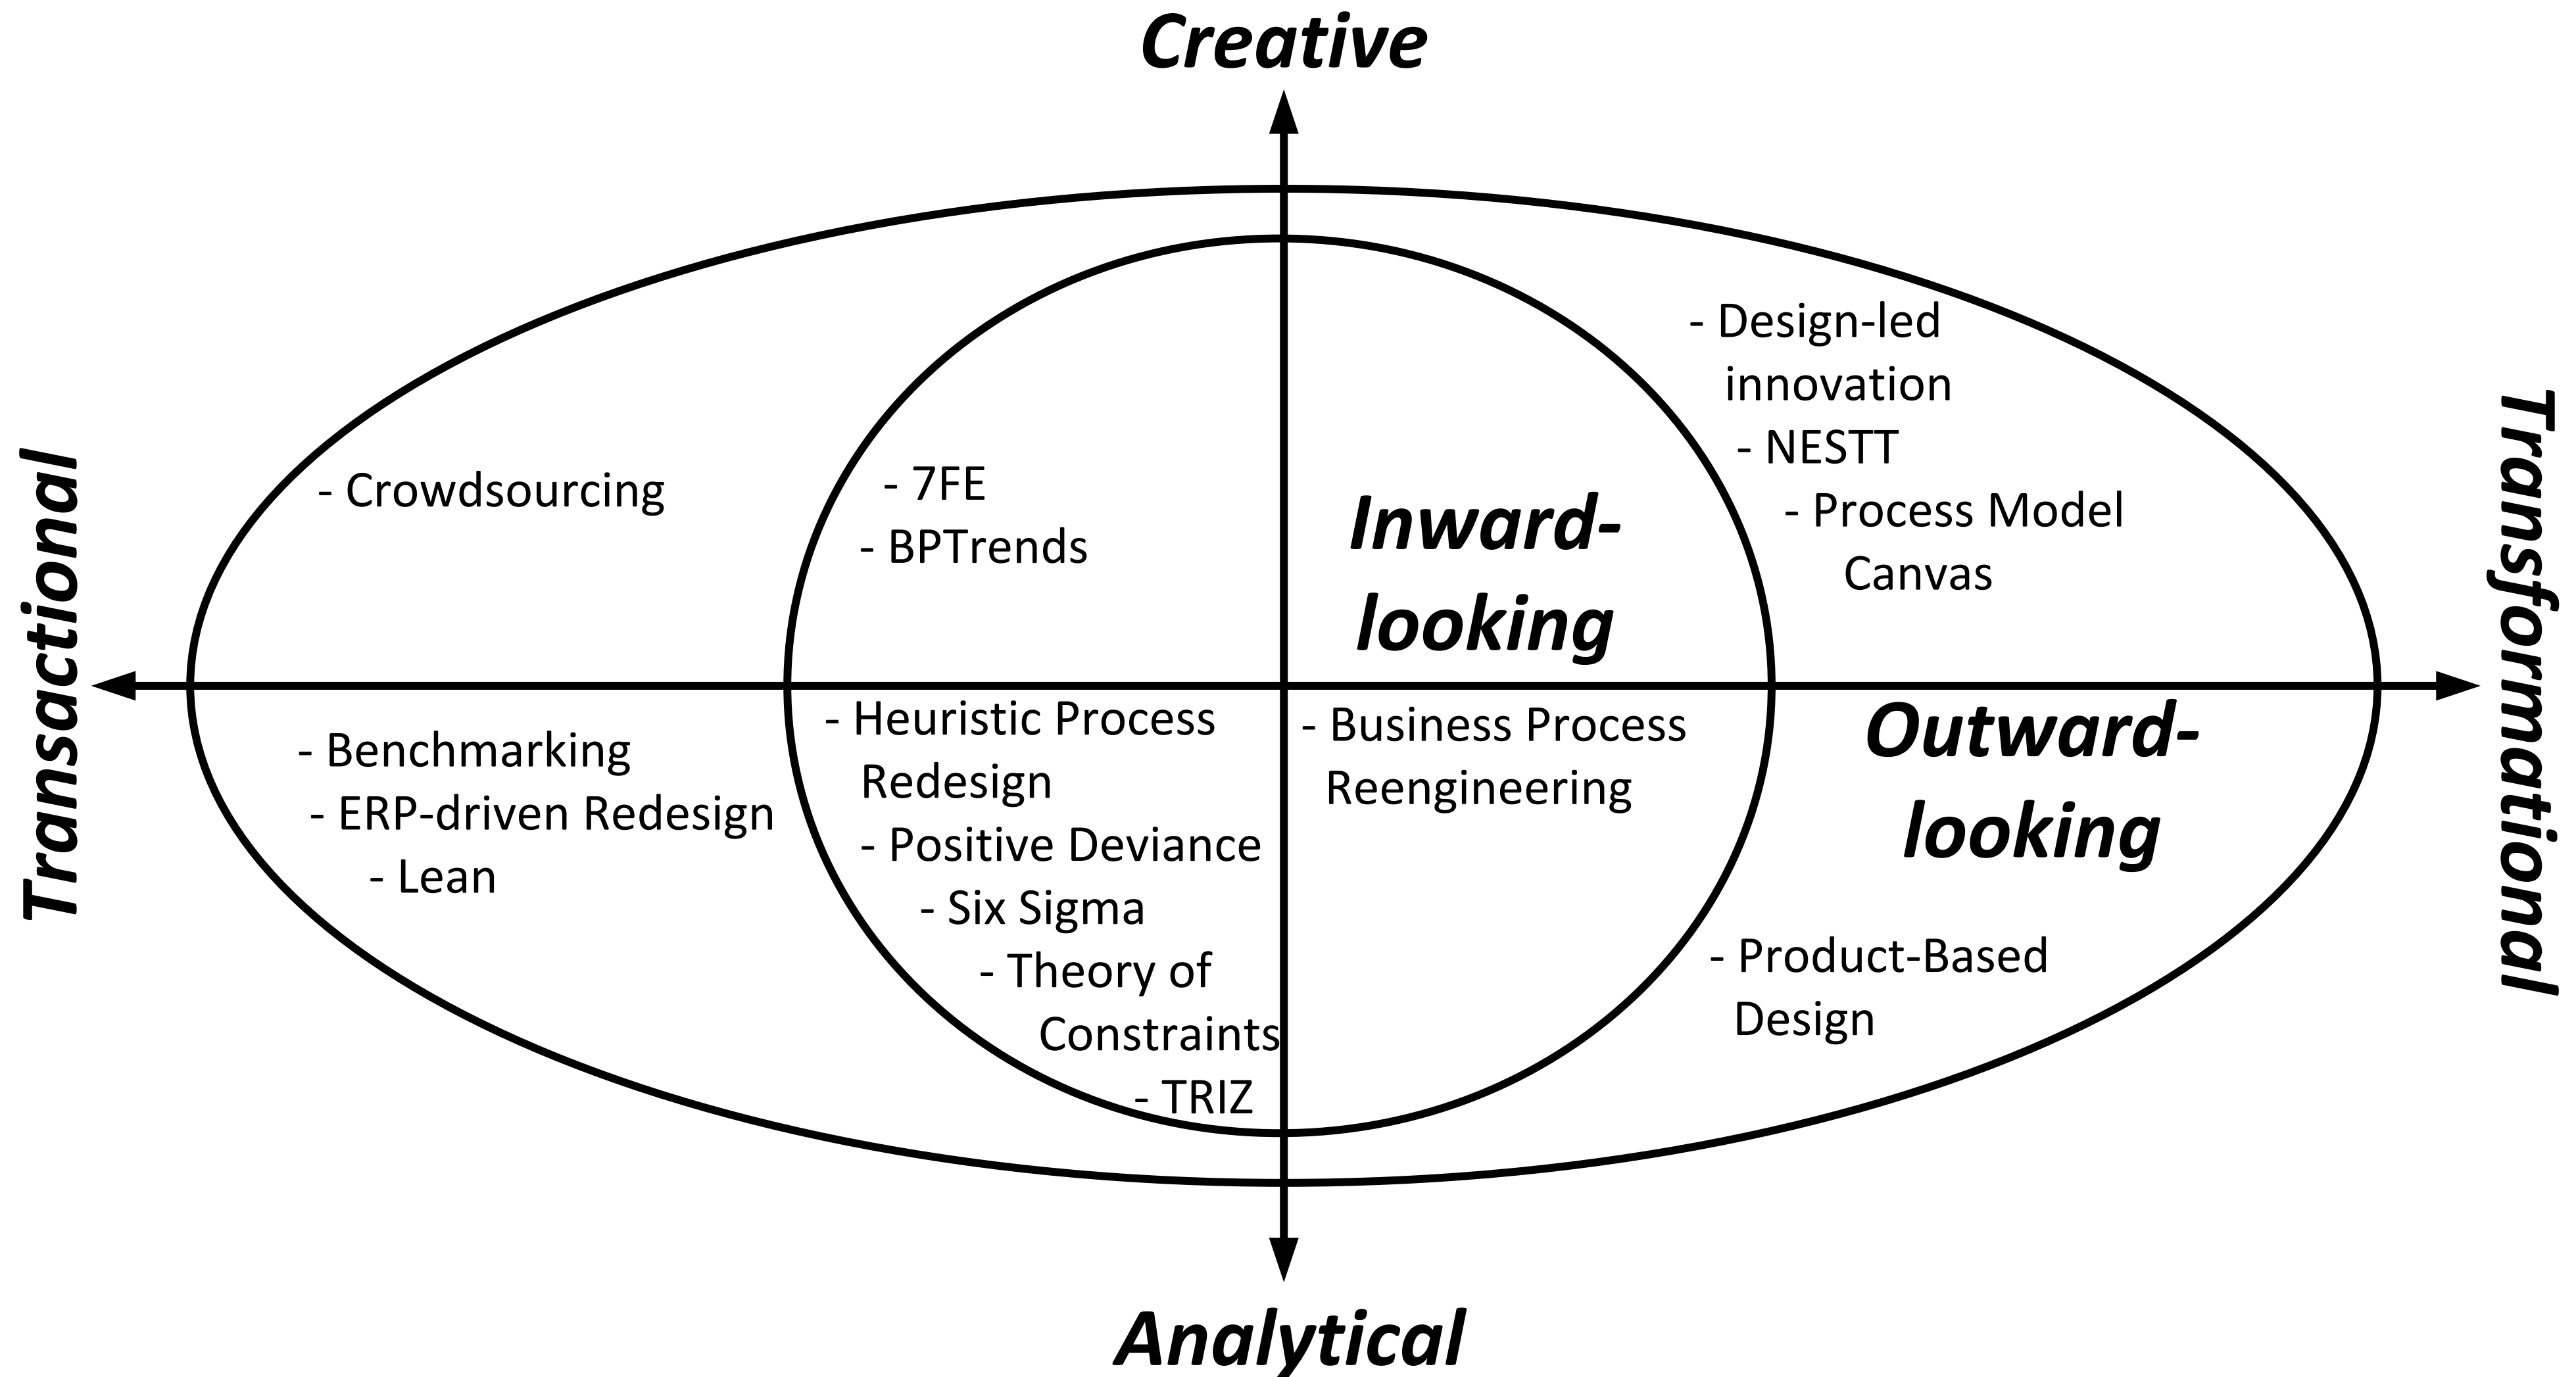 Creative
Transactional
- Crowdsourcing
- 7FE
- BPTrends
Inward-
looking
- Design-led
innovation
- NESTT
- Process Model
Canvas
Transformational
- Benchmarking
- ERP-driven Redesign
- Lean
- Heuristic Process
Redesign
- Positive Deviance
- Six Sigma
- Theory of
Constraints
- TRIZ
- Business Process
Reengineering
Outward-
looking
- Product-Based
Design
Analytical